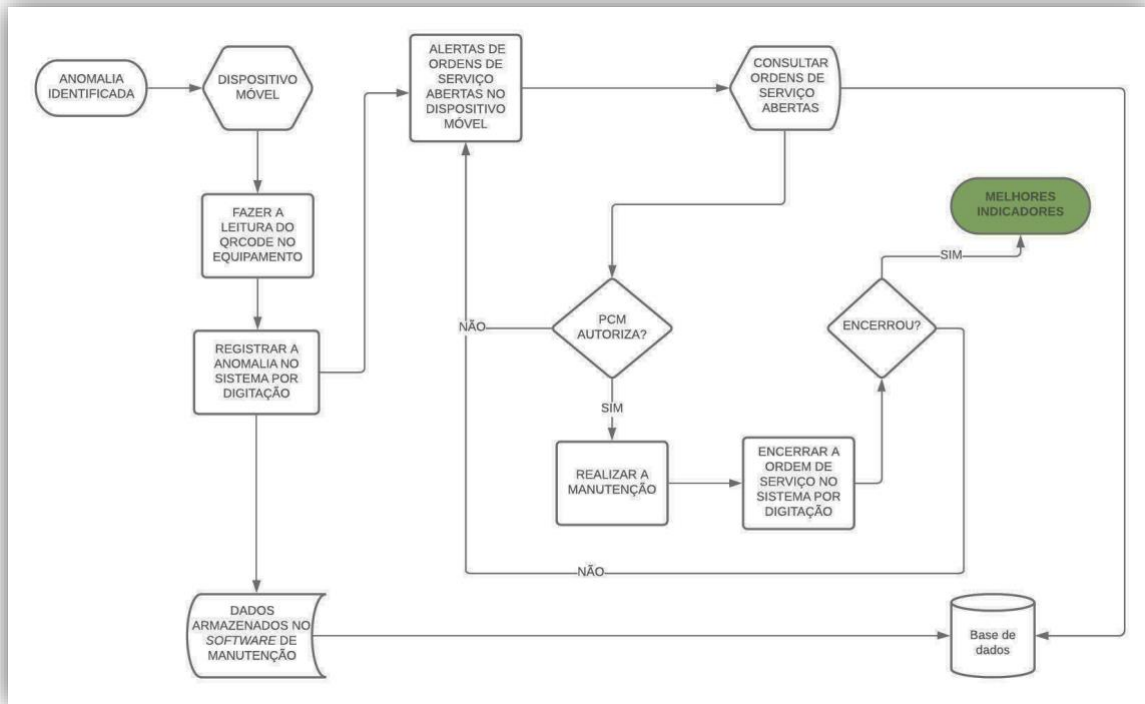 ANOMALIA
IDENTIFICADA
DISPOSITIVO
MÓVEL
ALERTAS DE
ORDENS DE
SERVIÇO
ABERTAS NO
DISPOSITIVO
MÓVEL
CONSULTAR
ORDENS DE
SERVIÇO
ABERTAS
FAZER A
LEITURA DO
QRCODE NO
EQUIPAMENTO
MELHORES
INDICADORES
SIM
REGISTRAR A
ANOMALIA NO
SISTEMA POR
DIGITAÇÃO
NÃO
PCM
AUTORIZA?
ENCERROU?
SIM
REALIZAR A
MANUTENÇÃO
ENCERRAR A
ORDEM DE
SERVIÇO NO
SISTEMA POR
DIGITAÇÃO
NÃO
DADOS
ARMAZENADOS NO
SOFTWARE DE
MANUTENÇÃO
Base de
dados